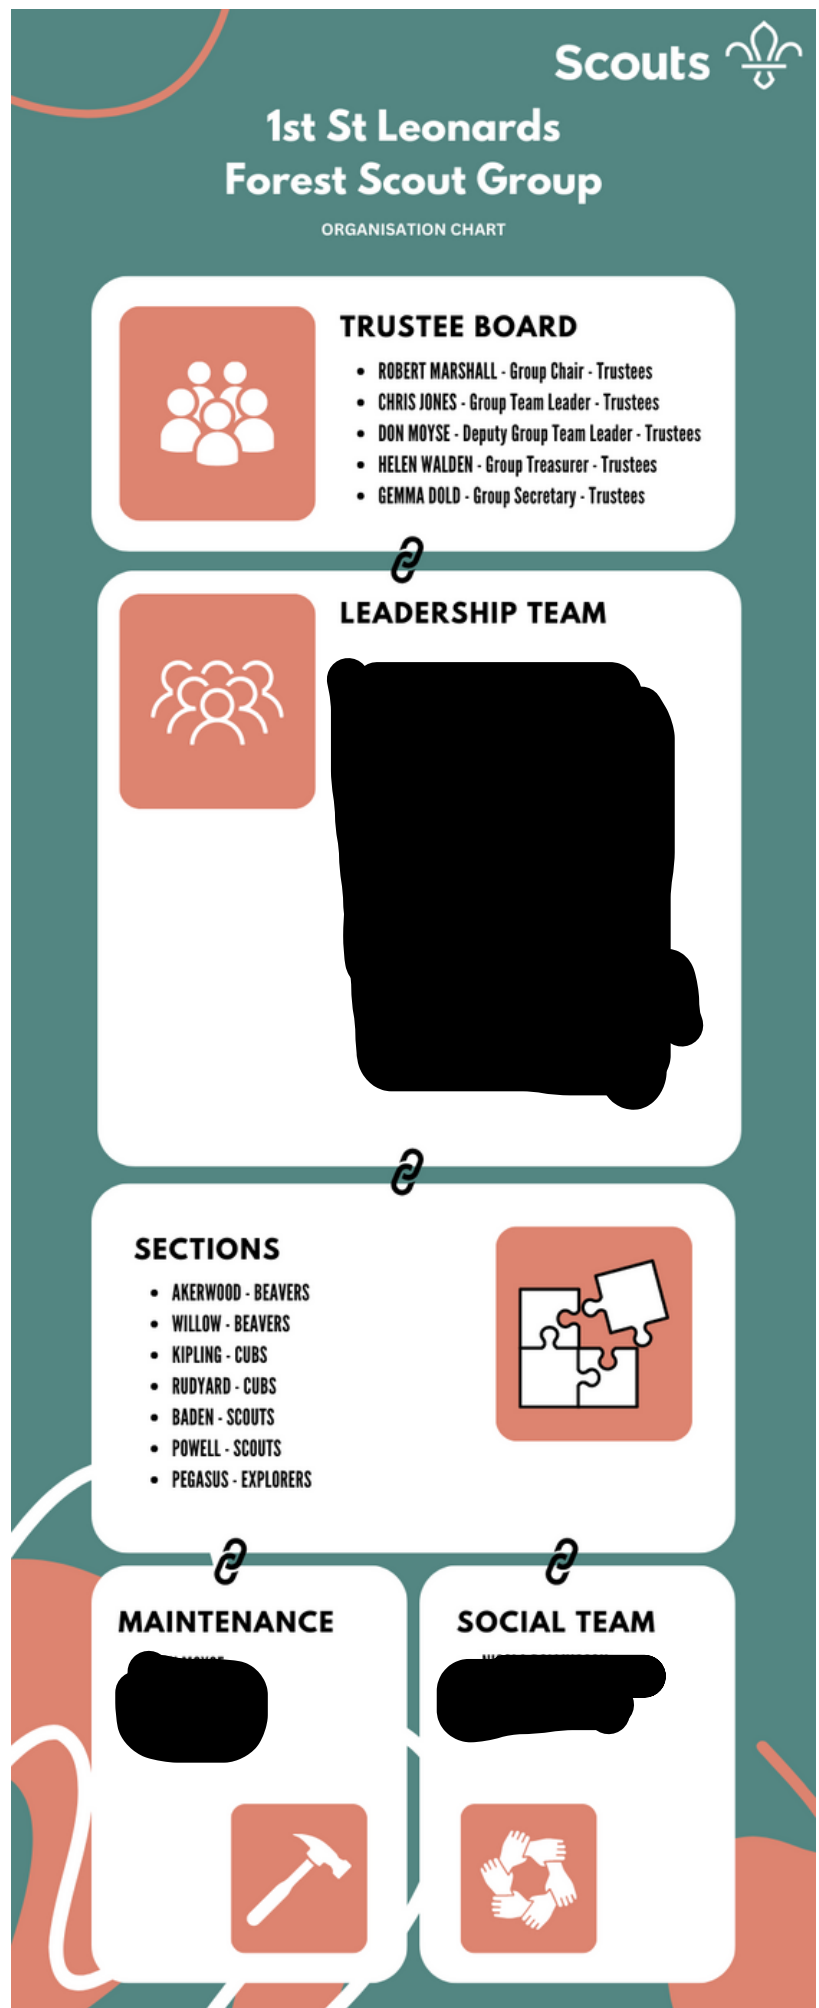 Scouts
1st St Leonards
Forest Scout Group
ORGANISATION CHART
TRUSTEE BOARD
• ROBERT MARSHALL - Group Chair - Trustees
• CHRIS JONES - Group Team Leader - Trustees
• DON MOYSE - Deputy Group Team Leader - Trustees
• HELEN WALDEN - Group Treasurer - Trustees
• GEMMA DOLD - Group Secretary - Trustees
LEADERSHIP TEAM
SECTIONS
• AKERWOOD - BEAVERS
• WILLOW - BEAVERS
• KIPLING - CUBS
• RUDYARD - CUBS
• BADEN - SCOUTS
• POWELL - SCOUTS
• PEGASUS - EXPLORERS
MAINTENANCE
SOCIAL TEAM